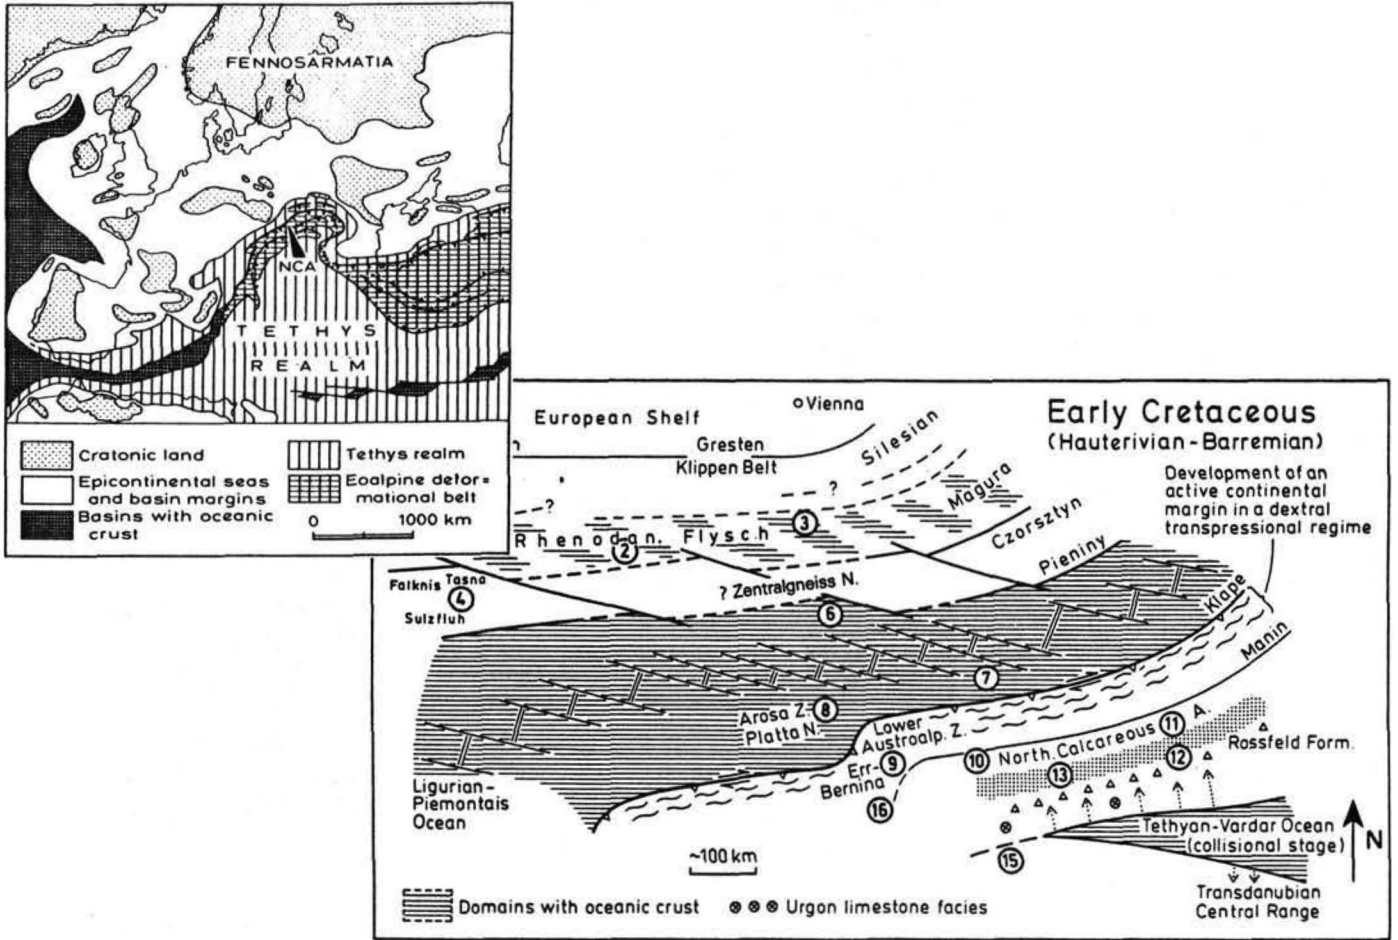 FENNOSARMATIA
NCA
TETHYS
REALM
Cratonic land
Epicontinental seas
and basin margins
Basins with oceanic
crust
Tethys realm
Eoalpine defor=
mational belt
0 1000 km
European Shelf
Vienna
Early Cretaceous
(Hauterivian-Barremian)
n
Gresten
Klippen Belt
Silesian
Development of an
active continental
margin in a dextral
transpressional regime
?
?
Magura
Rhenodan. Flysch
3
2
Czorsztyn
Pieniny
Falknis Tasna
4
Sulzfluh
? Zentralgneiss N.
6
Klape
Manin
7
Arosa Z.
Platta N.
8
Lower
Austroalp. Z.
9
Err-
Bernina
10
North. Calcareous A.
11
12
13
Rossfeld Form.
16
Ligurian-
Piemontais
Ocean
Tethyan-Vardar Ocean
(collisional stage)
N
15
~100 km
Transdanubian
Central Range
Domains with oceanic crust
Urgon limestone facies